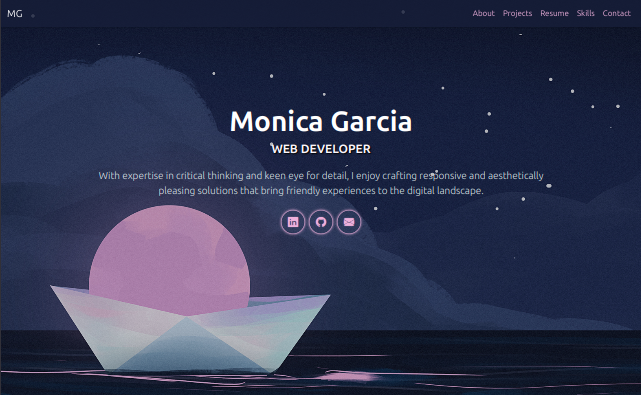 MG
About Projects Resume Skills Contact
Monica Garcia
WEB DEVELOPER
With expertise in critical thinking and keen eye for detail, I enjoy crafting responsive and aesthetically
pleasing solutions that bring friendly experiences to the digital landscape.
in